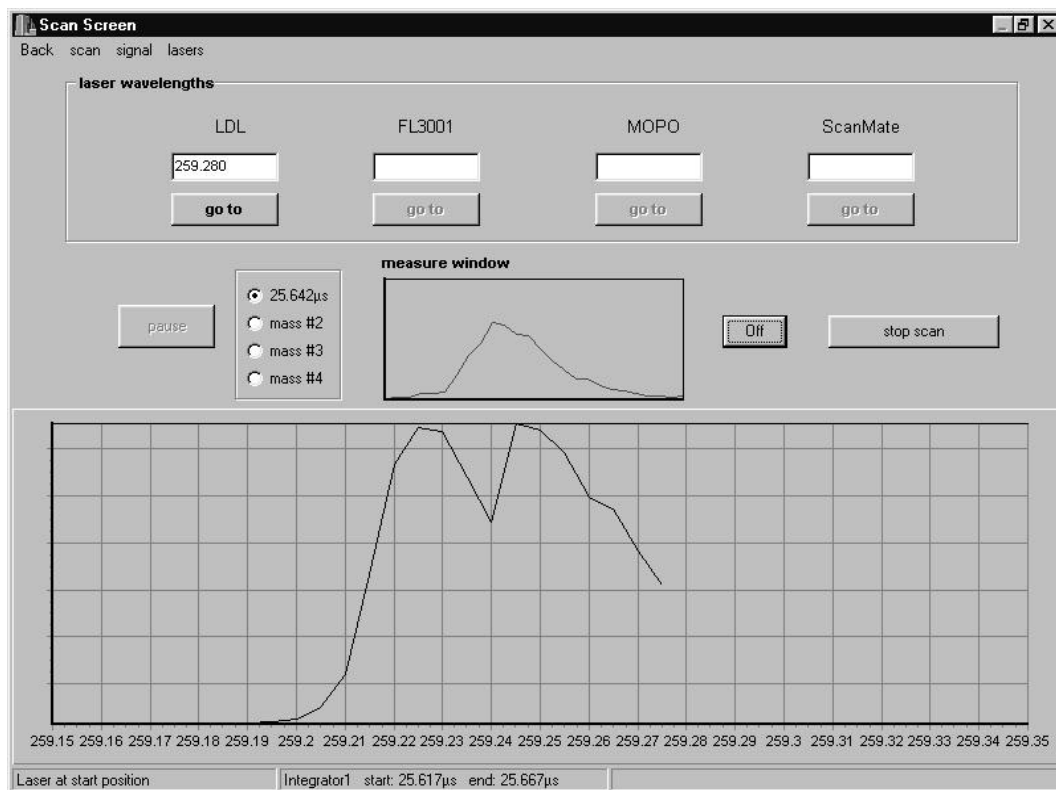 Scan Screen
Back scan signal lasers
laser wavelengths
LDL FL3001 MOPO ScanMate
259.280
go to go to go to go to
measure window
25.642µs
mass #2
mass #3
mass #4
pause
Off
stop scan
259.15 259.16 259.17 259.18 259.19 259.2 259.21 259.22 259.23 259.24 259.25 259.26 259.27 259.28 259.29 259.3 259.31 259.32 259.33 259.34 259.35
Laser at start position
Integrator1 start: 25.617µs end: 25.667µs